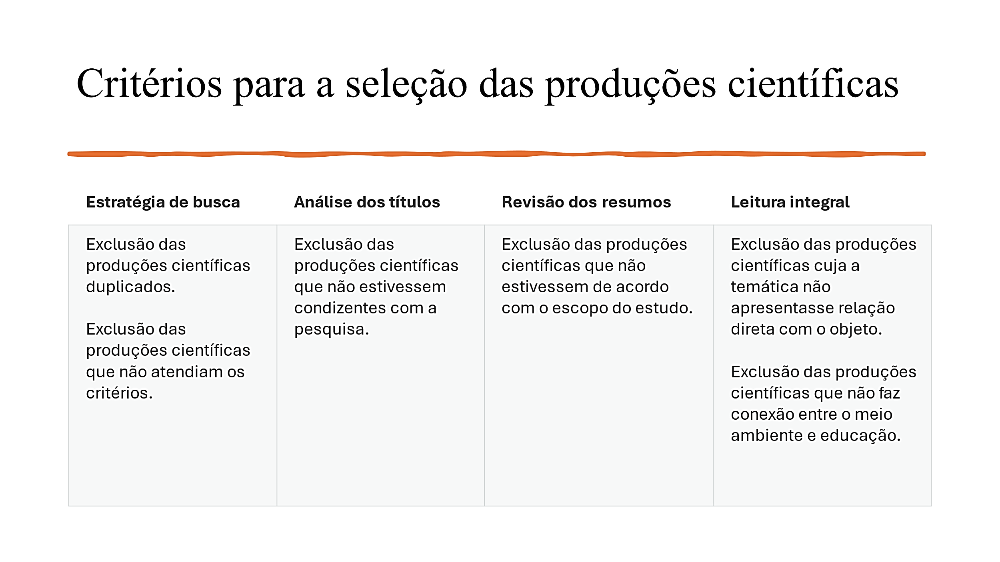 Critérios para a seleção das produções científicas
Estratégia de busca
Análise dos títulos
Revisão dos resumos
Leitura integral
Exclusão das
produções científicas
duplicados.
Exclusão das
produções científicas
que não atendiam os
critérios.
Exclusão das
produções científicas
que não estivessem
condizentes com a
pesquisa.
Exclusão das produções
científicas que não
estivessem de acordo
com o escopo do estudo.
Exclusão das produções
científicas cuja a
temática não
apresentasse relação
direta com o objeto.
Exclusão das produções
científicas que não faz
conexão entre o meio
ambiente e educação.